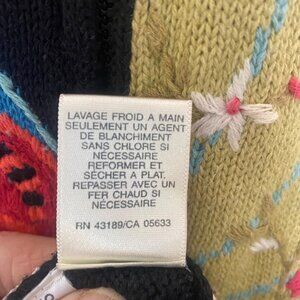 LAVAGE FROID A MAIN
SEULEMENT UN AGENT
DE BLANCHIMENT
SANS CHLORE SI
NÉCESSAIRE
REFORMER ET
SÉCHER A PLAT.
REPASSER AVEC UN
FER CHAUD SI
NÉCESSAIRE
RN 43189/CA 05633